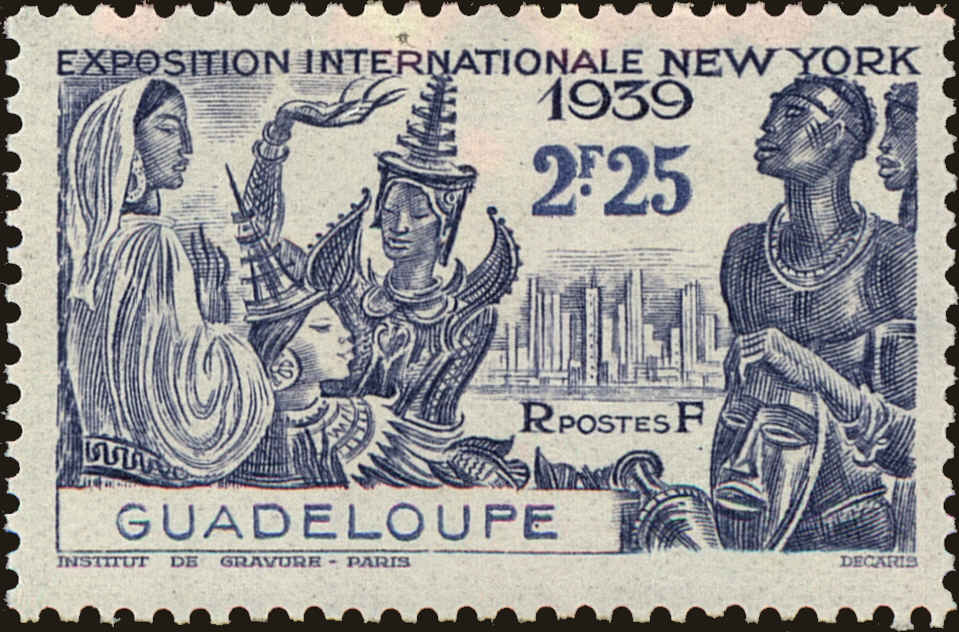 EXPOSITION INTERNATIONALE NEW YORK
1939
2F.25
R POSTES F
GUADELOUPE
INSTITUT DE GRAVURE - PARIS
DECARIS